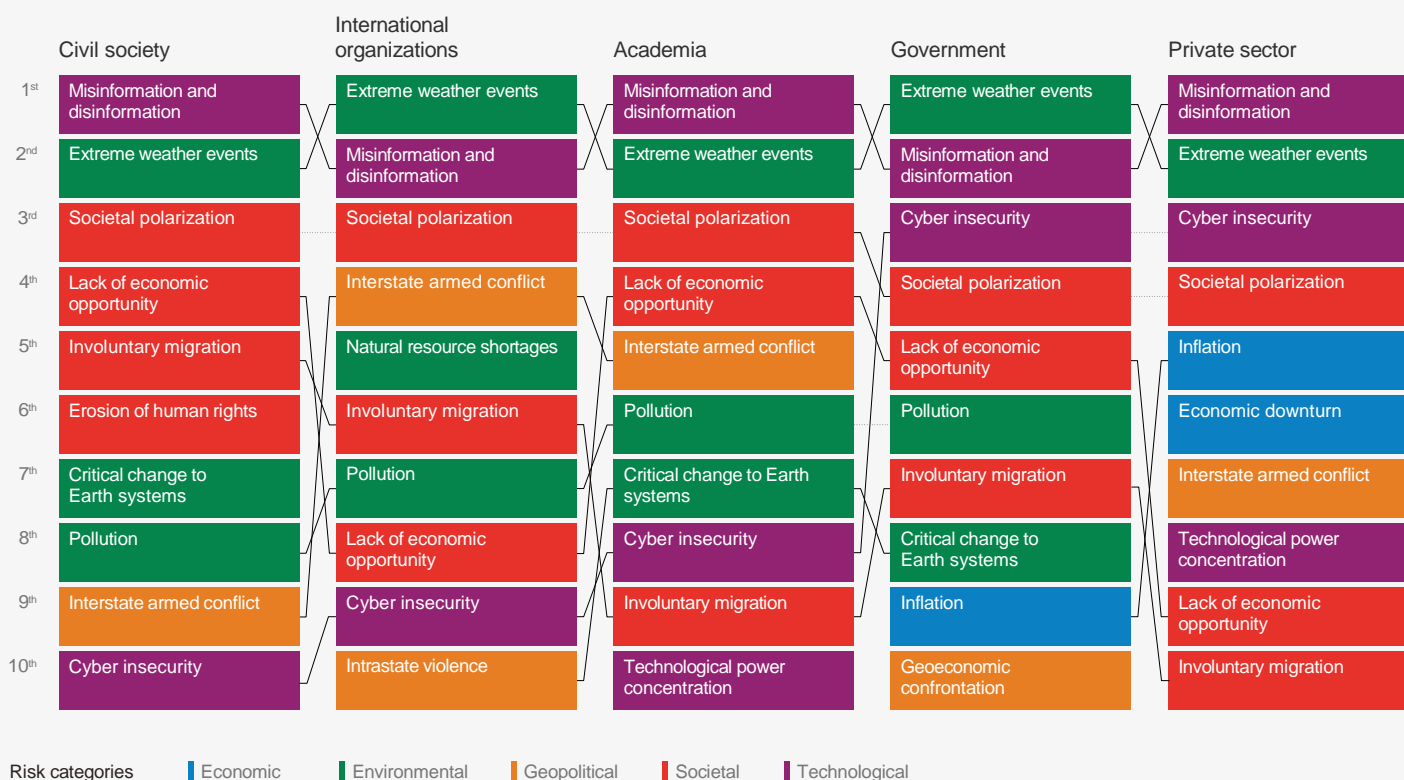 Civil society
International
organizations
Academia
Government
Private sector
1st
Misinformation and
disinformation
Extreme weather events
Misinformation and
disinformation
Extreme weather events
Misinformation and
disinformation
2nd
Extreme weather events
Misinformation and
disinformation
Extreme weather events
Misinformation and
disinformation
Extreme weather events
3rd
Societal polarization
Societal polarization
Societal polarization
Cyber insecurity
Cyber insecurity
4th
Lack of economic
opportunity
Interstate armed conflict
Lack of economic
opportunity
Societal polarization
Societal polarization
5th
Involuntary migration
Natural resource shortages
Interstate armed conflict
Lack of economic
opportunity
Inflation
6th
Erosion of human rights
Involuntary migration
Pollution
Pollution
Economic downturn
7th
Critical change to
Earth systems
Pollution
Critical change to Earth
systems
Involuntary migration
Interstate armed conflict
8th
Pollution
Lack of economic
opportunity
Cyber insecurity
Critical change to
Earth systems
Technological power
concentration
9th
Interstate armed conflict
Cyber insecurity
Involuntary migration
Inflation
Lack of economic
opportunity
10th
Cyber insecurity
Intrastate violence
Technological power
concentration
Geoeconomic
confrontation
Involuntary migration
Risk categories
Economic
Environmental
Geopolitical
Societal
Technological